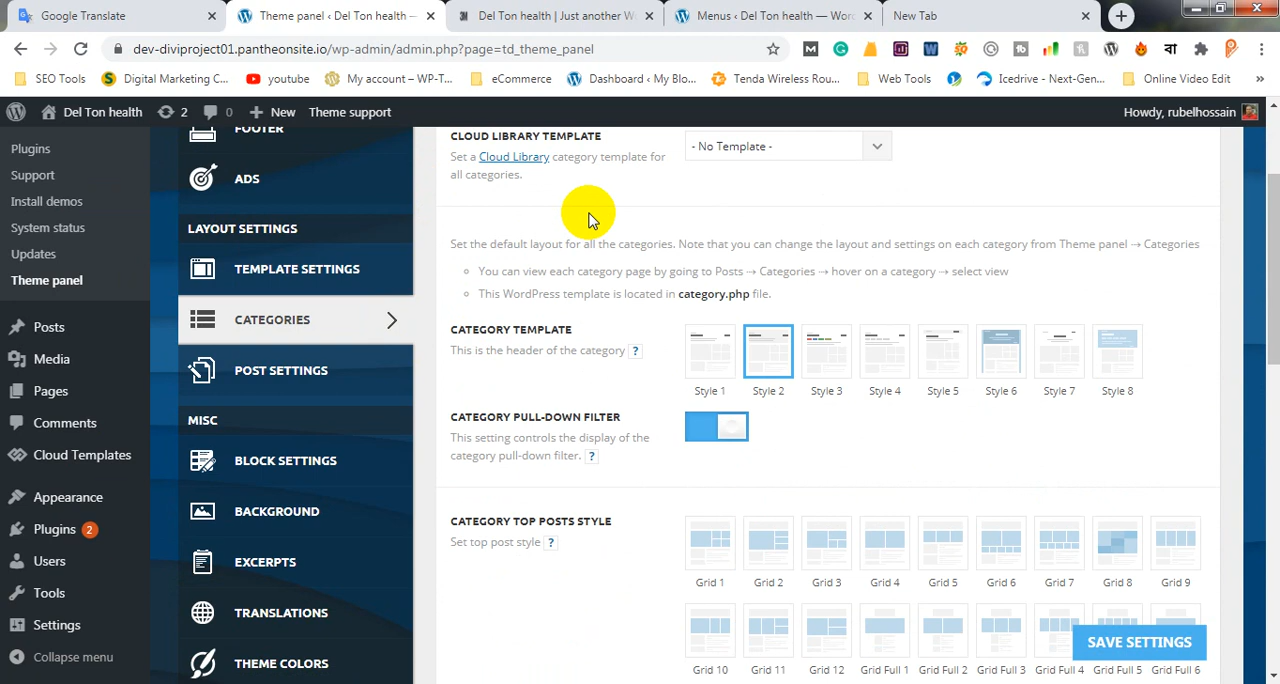 Google Translate
Theme panel ‹ Del Ton health —
Del Ton health | Just another W
Menus ‹ Del Ton health — Wor
New Tab
dev-diviproject01.pantheonsite.io/wp-admin/admin.php?page=td_theme_panel
SEO Tools
Digital Marketing C...
youtube
My account – WP-T...
eCommerce
Dashboard ‹ My Blo...
Tenda Wireless Rou...
Web Tools
Icedrive - Next-Gen...
Online Video Edit
»
Del Ton health
2
0
New
Theme support
Howdy, rubelhossain
Plugins
Support
Install demos
System status
Updates
Theme panel
Posts
Media
Pages
Comments
Cloud Templates
Appearance
Plugins 2
Users
Tools
Settings
Collapse menu
FOOTER
ADS
LAYOUT SETTINGS
TEMPLATE SETTINGS
CATEGORIES
POST SETTINGS
MISC
BLOCK SETTINGS
BACKGROUND
EXCERPTS
TRANSLATIONS
THEME COLORS
CLOUD LIBRARY TEMPLATE
Set a Cloud Library category template for
all categories.
- No Template -
Set the default layout for all the categories. Note that you can change the layout and settings on each category from Theme panel → Categories
You can view each category page by going to Posts → Categories → hover on a category → select view
This WordPress template is located in category.php file.
CATEGORY TEMPLATE
This is the header of the category ?
Style 1 Style 2 Style 3 Style 4 Style 5 Style 6 Style 7 Style 8
CATEGORY PULL-DOWN FILTER
This setting controls the display of the
category pull-down filter. ?
CATEGORY TOP POSTS STYLE
Set top post style ?
Grid 1 Grid 2 Grid 3 Grid 4 Grid 5 Grid 6 Grid 7 Grid 8 Grid 9
Grid 10 Grid 11 Grid 12 Grid Full 1 Grid Full 2 Grid Full 3 Grid Full 4 Grid Full 5 Grid Full 6
SAVE SETTINGS